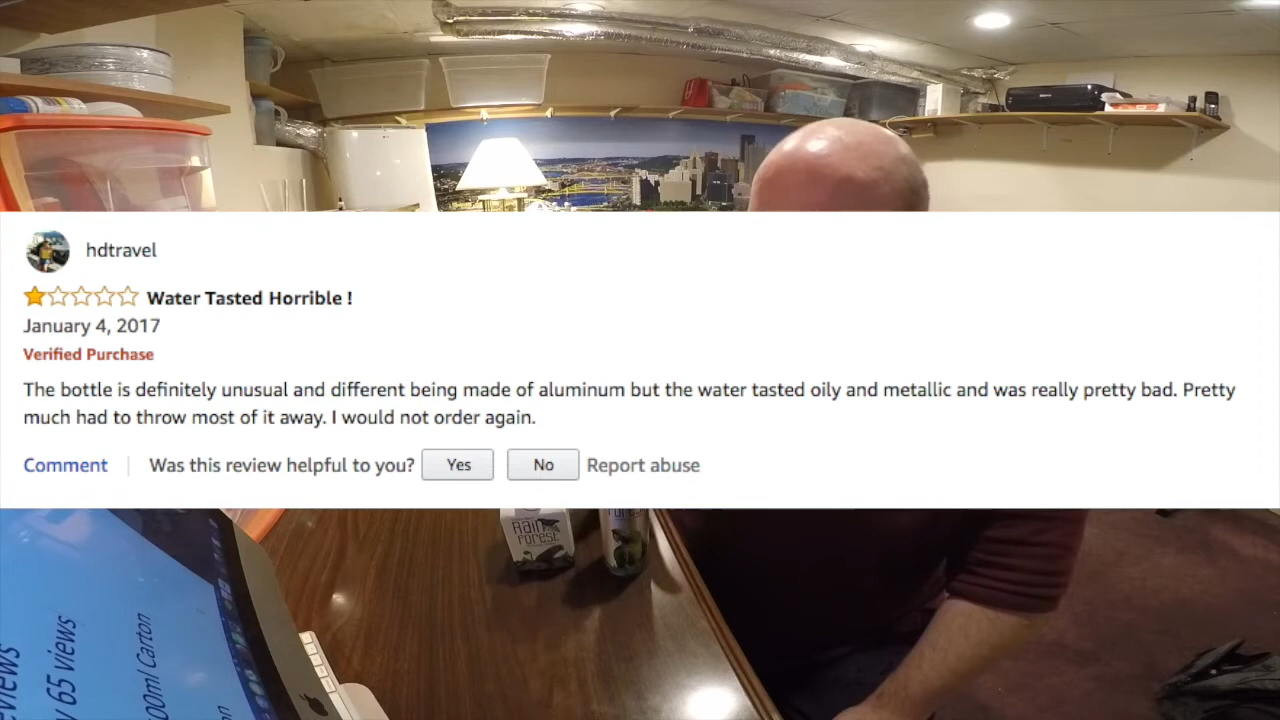 hdtravel
Water Tasted Horrible !
January 4, 2017
Verified Purchase
The bottle is definitely unusual and different being made of aluminum but the water tasted oily and metallic and was really pretty bad. Pretty
much had to throw most of it away. I would not order again.
Comment
Was this review helpful to you? Yes No Report abuse
Rain
Forest
65 views
00ml Carton